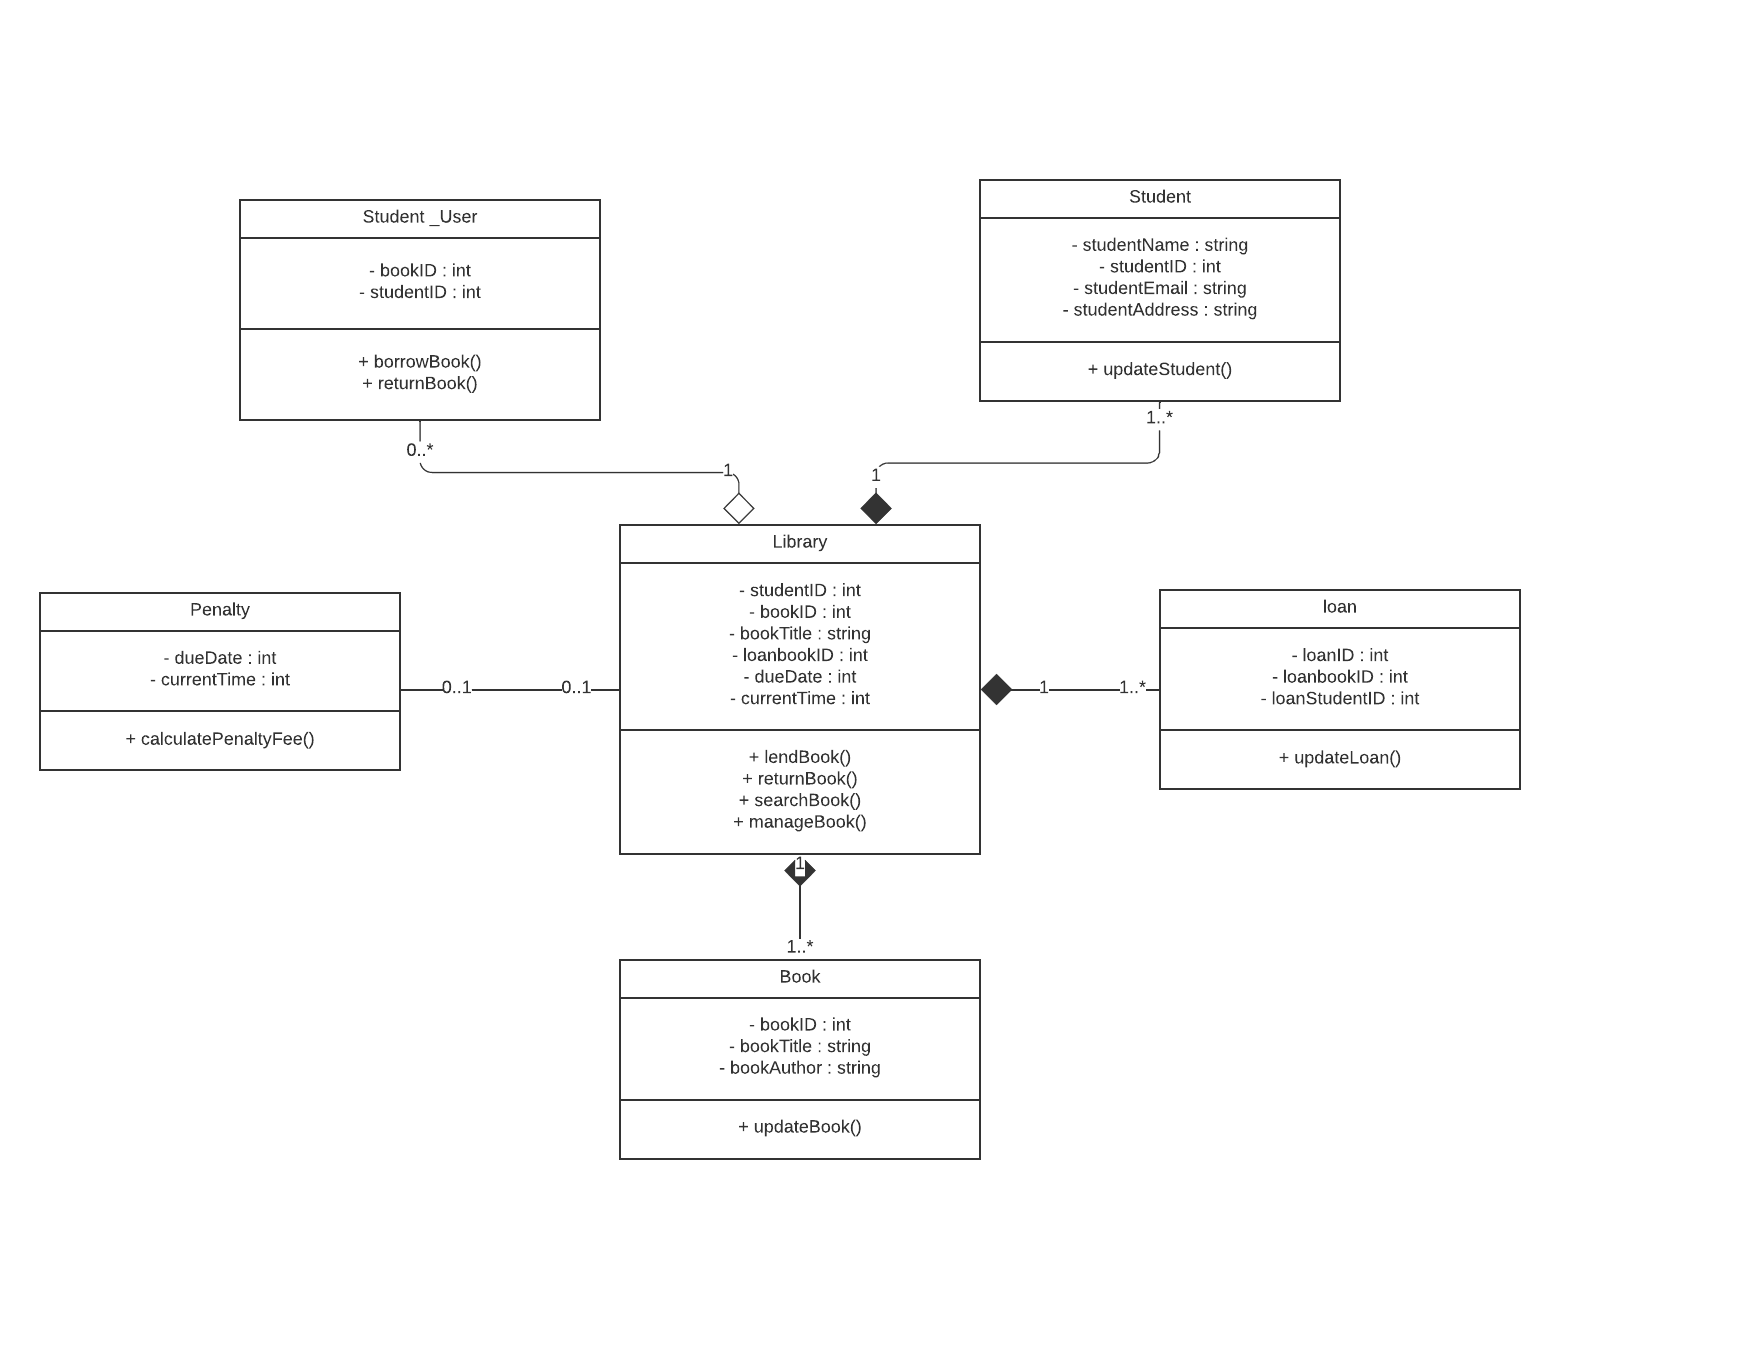 Student _User
- bookID : int
- studentID : int
+ borrowBook()
+ returnBook()
0..*
1
Student
- studentName : string
- studentID : int
- studentEmail : string
- studentAddress : string
+ updateStudent()
1..*
1
Penalty
- dueDate : int
- currentTime : int
+ calculatePenaltyFee()
0..1
0..1
Library
- studentID : int
- bookID : int
- bookTitle : string
- loanbookID : int
- dueDate : int
- currentTime : int
+ lendBook()
+ returnBook()
+ searchBook()
+ manageBook()
1
1..*
loan
- loanID : int
- loanbookID : int
- loanStudentID : int
+ updateLoan()
1
1..*
Book
- bookID : int
- bookTitle : string
- bookAuthor : string
+ updateBook()